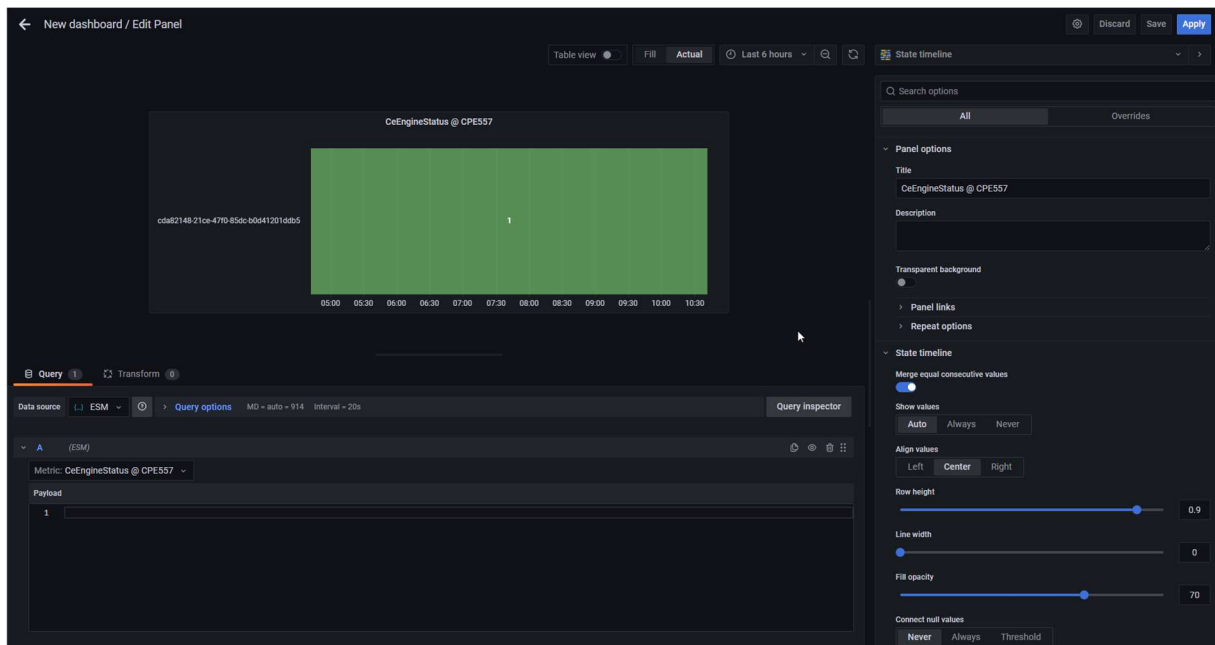 New dashboard / Edit Panel
Discard Save Apply
Table view Fill Actual Last 6 hours
State timeline
Search options
All Overrides
CeEngineStatus @ CPE557
cda82148-21ce-47f0-85dc-b0d41201ddb5
1
05:00 05:30 06:00 06:30 07:00 07:30 08:00 08:30 09:00 09:30 10:00 10:30
Panel options
Title
CeEngineStatus @ CPE557
Description
Transparent background
Panel links
Repeat options
State timeline
Merge equal consecutive values
Show values
Auto Always Never
Align values
Left Center Right
Row height
0.9
Line width
0
Fill opacity
70
Connect null values
Never Always Threshold
Query 1 Transform 0
Data source {..} ESM Query options MD = auto = 914 Interval = 20s Query inspector
A (ESM)
Metric: CeEngineStatus @ CPE557
Payload
1